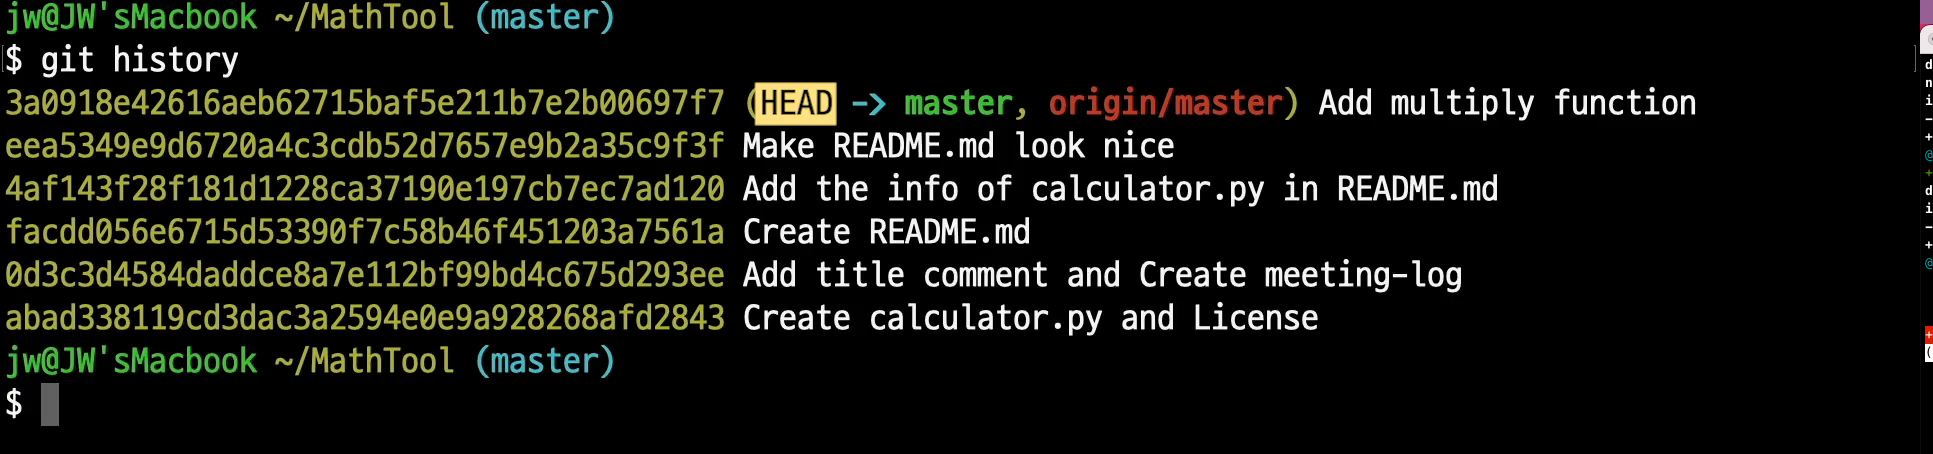 jw@JW'sMacbook ~/MathTool (master)
$ git history
3a0918e42616aeb62715baf5e211b7e2b00697f7 (HEAD -> master, origin/master) Add multiply function
eea5349e9d6720a4c3cdb52d7657e9b2a35c9f3f Make README.md look nice
4af143f28f181d1228ca37190e197cb7ec7ad120 Add the info of calculator.py in README.md
facdd056e6715d53390f7c58b46f451203a7561a Create README.md
0d3c3d4584daddce8a7e112bf99bd4c675d293ee Add title comment and Create meeting-log
abad338119cd3dac3a2594e0e9a928268afd2843 Create calculator.py and License
jw@JW'sMacbook ~/MathTool (master)
$